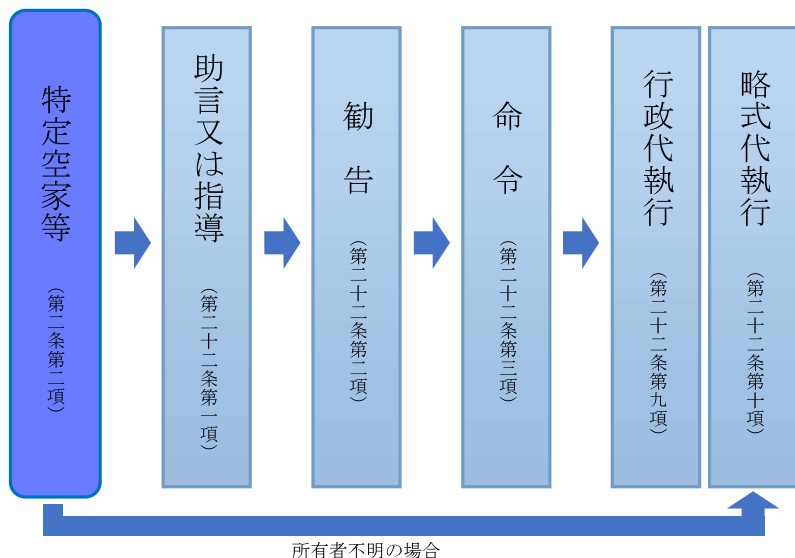 特定空家等
（第二条第二項）
助言又は指導
（第二十二条第一項）
勧告
（第二十二条第二項）
命令
（第二十二条第三項）
行政代執行
（第二十二条第九項）
略式代執行
（第二十二条第十項）
所有者不明の場合